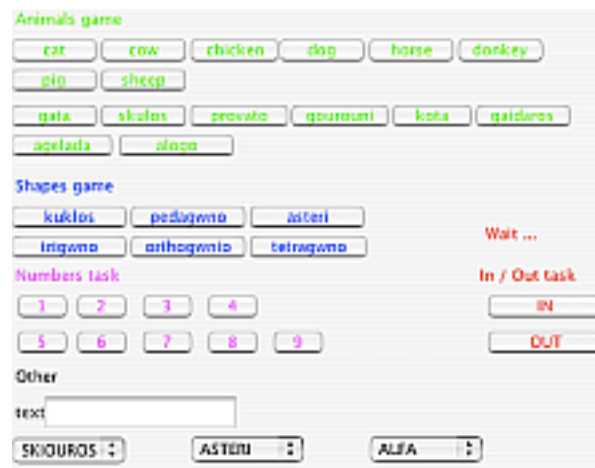 Animals game
cat cow chicken dog horse donkey
pig sheep
gata skulos provato gourouni kota gaidaros
agelada alogo
Shapes game
kuklos pedagwno asteri
Wait ...
trigwno orthogwnio tetragwno
Numbers task In / Out task
1 2 3 4 IN
5 6 7 8 9 OUT
Other
text
SKIOUROS ASTERI ALFA